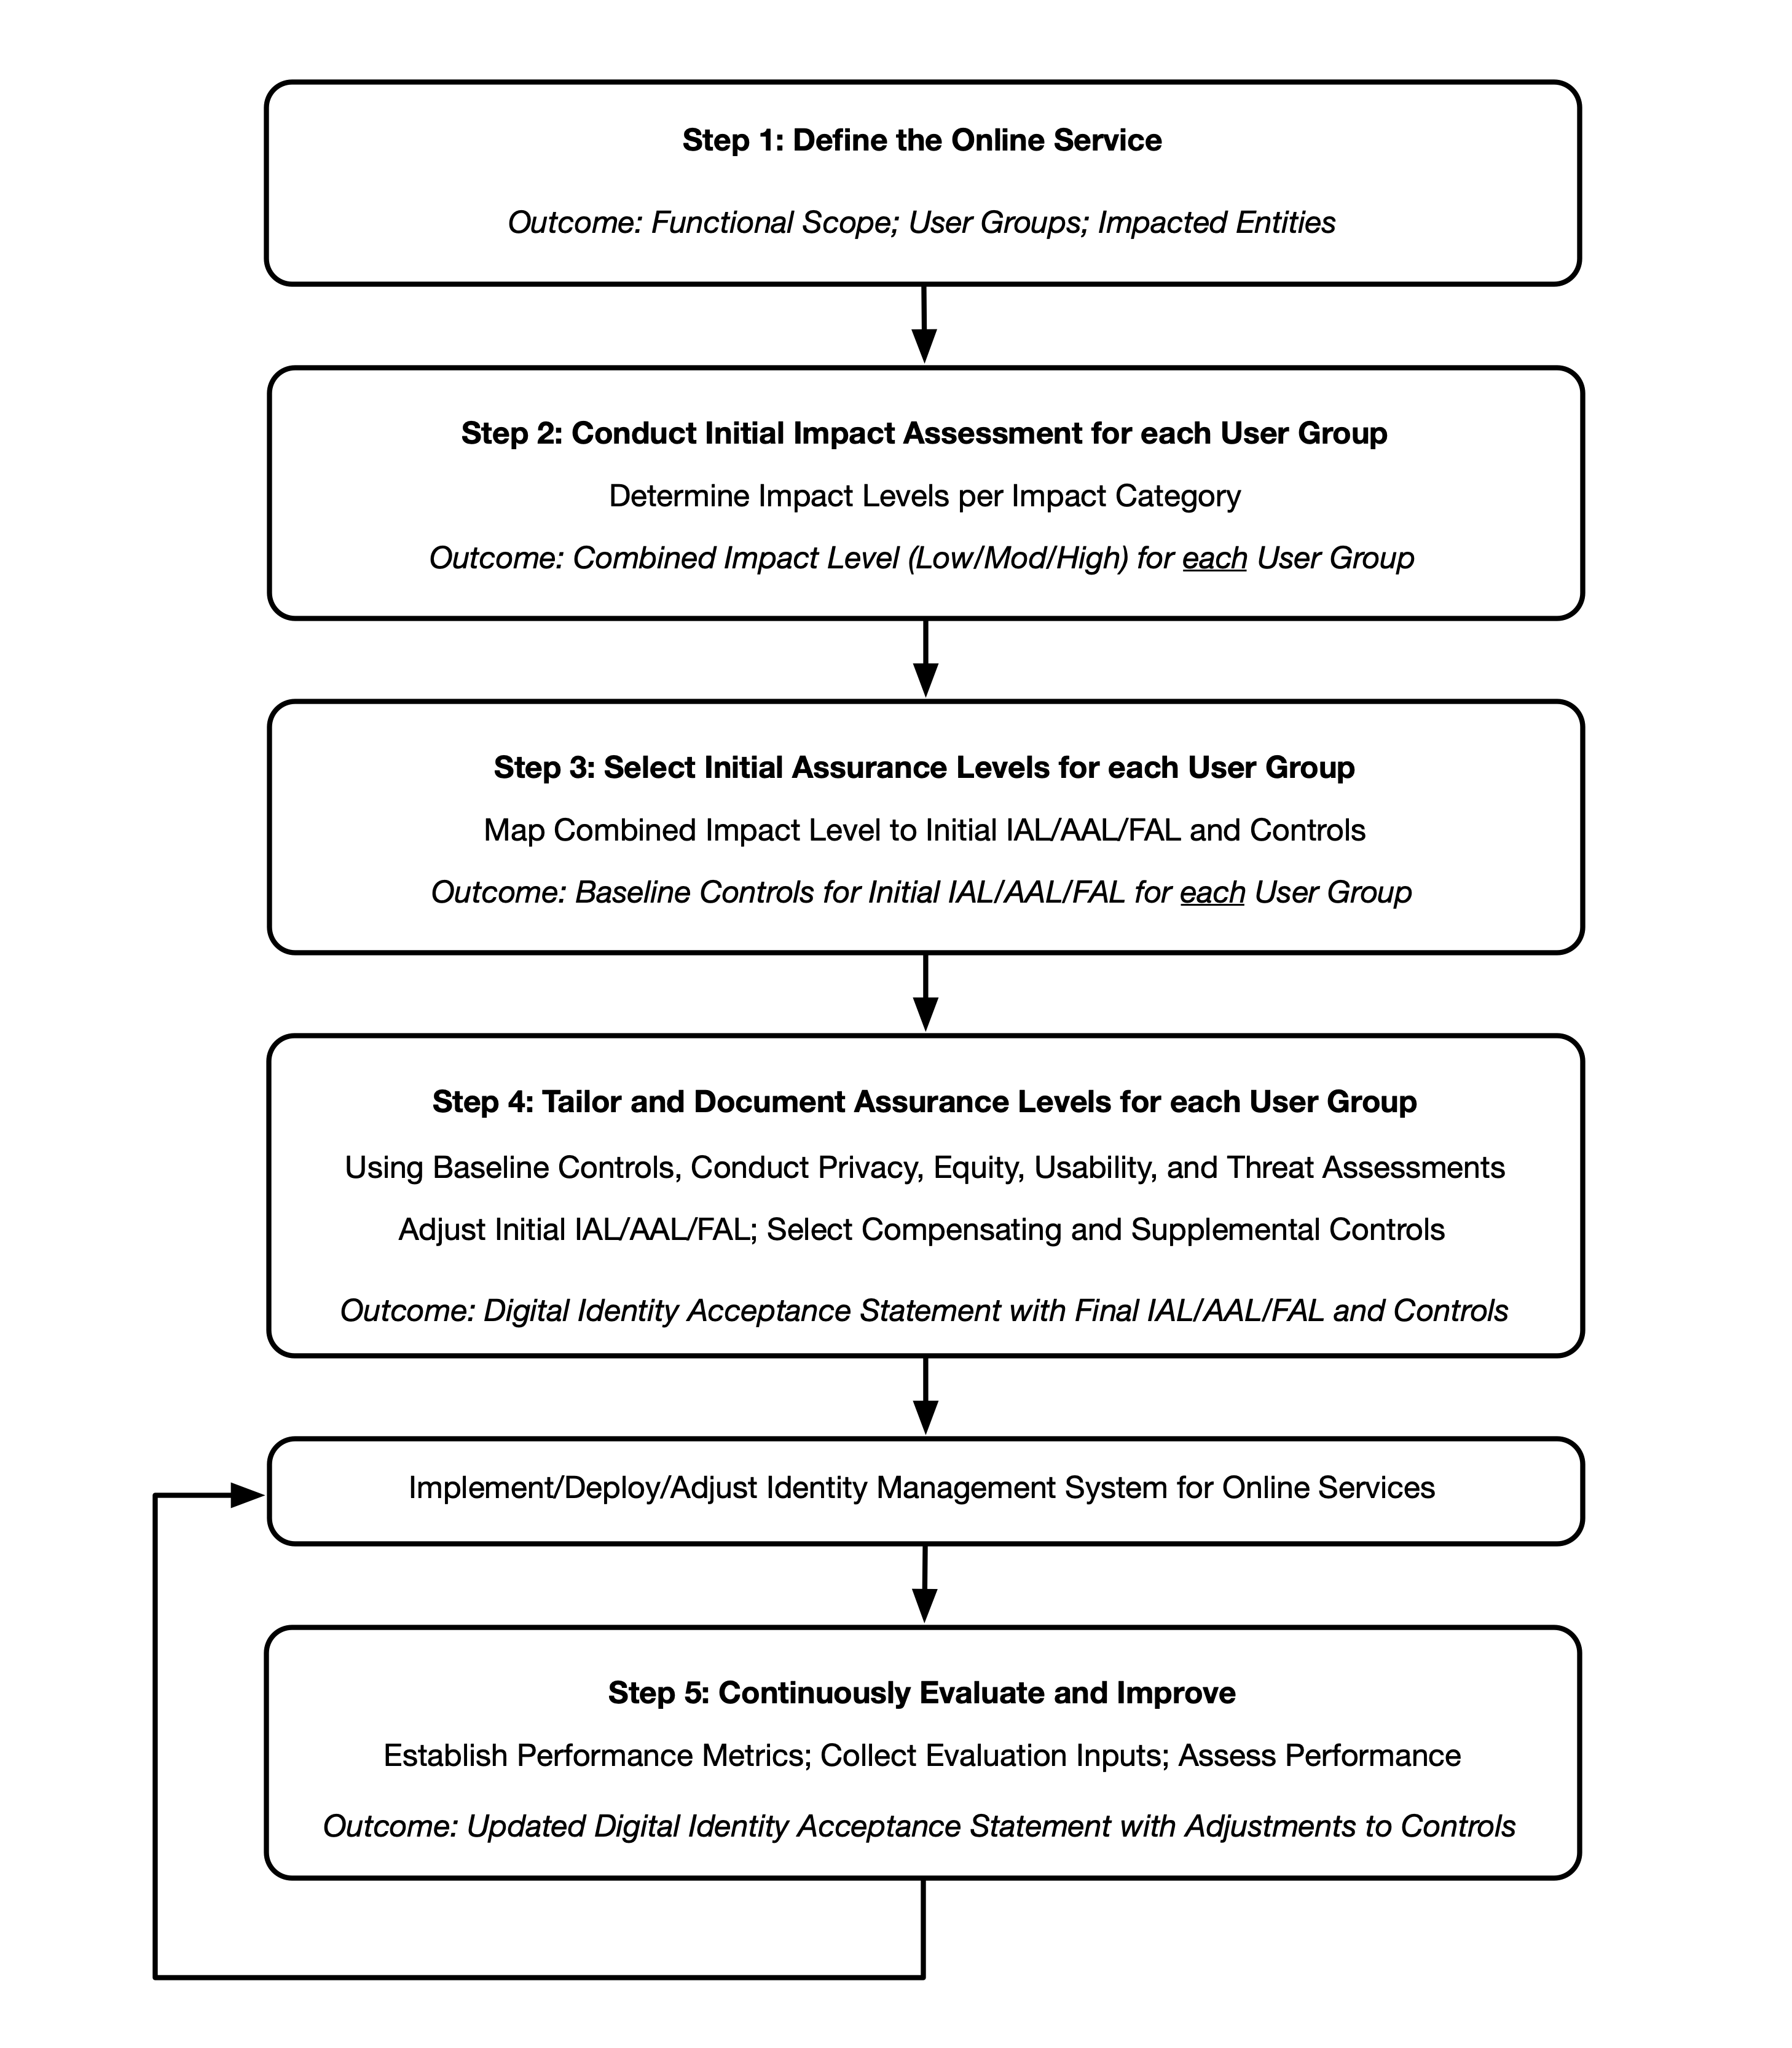 Step 1: Define the Online Service
Outcome: Functional Scope; User Groups; Impacted Entities
Step 2: Conduct Initial Impact Assessment for each User Group
Determine Impact Levels per Impact Category
Outcome: Combined Impact Level (Low/Mod/High) for each User Group
Step 3: Select Initial Assurance Levels for each User Group
Map Combined Impact Level to Initial IAL/AAL/FAL and Controls
Outcome: Baseline Controls for Initial IAL/AAL/FAL for each User Group
Step 4: Tailor and Document Assurance Levels for each User Group
Using Baseline Controls, Conduct Privacy, Equity, Usability, and Threat Assessments
Adjust Initial IAL/AAL/FAL; Select Compensating and Supplemental Controls
Outcome: Digital Identity Acceptance Statement with Final IAL/AAL/FAL and Controls
Implement/Deploy/Adjust Identity Management System for Online Services
Step 5: Continuously Evaluate and Improve
Establish Performance Metrics; Collect Evaluation Inputs; Assess Performance
Outcome: Updated Digital Identity Acceptance Statement with Adjustments to Controls